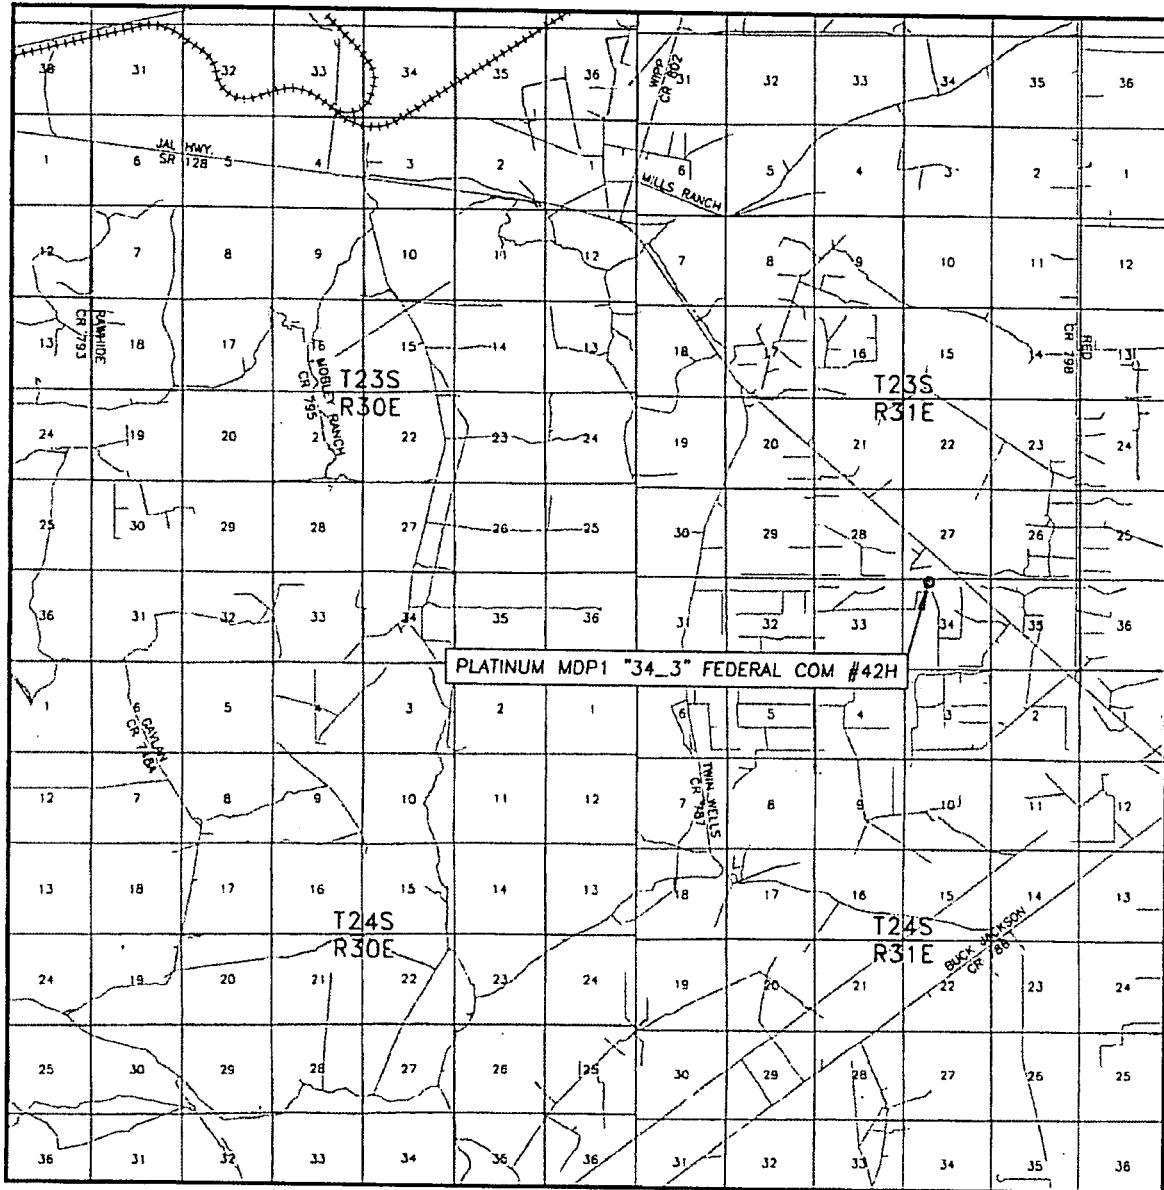 36 31 32 33 34 35 36 31 32 33 34 35 36
WIPP
CR 802
JAL HWY.
SR 128
1 6 5 4 3 2 1 6 5 4 3 2 1
MILLS RANCH
12 7 8 9 10 11 12 7 8 9 10 11 12
RAWHIDE
CR 793
RED
CR 798
13 18 17 16 15 14 13 18 17 16 15 14 13
MOBLEY RANCH
CR 795
T23S
R30E
T23S
R31E
24 19 20 21 22 23 24 19 20 21 22 23 24
25 30 29 28 27 26 25 30 29 28 27 26 25
36 31 32 33 34 35 36 31 32 33 34 35 36
PLATINUM MDP1 "34_3" FEDERAL COM #42H
1 6 5 4 3 2 1 6 5 4 3 2 1
CR
TWIN WELLS
CR 787
12 7 8 9 10 11 12 7 8 9 10 11 12
13 18 17 16 15 14 13 18 17 16 15 14 13
T24S
R30E
T24S
R31E
BUCK JACKSON
CR
24 19 20 21 22 23 24 19 20 21 22 23 24
25 30 29 28 27 26 25 30 29 28 27 26 25
36 31 32 33 34 35 36 31 32 33 34 35 36